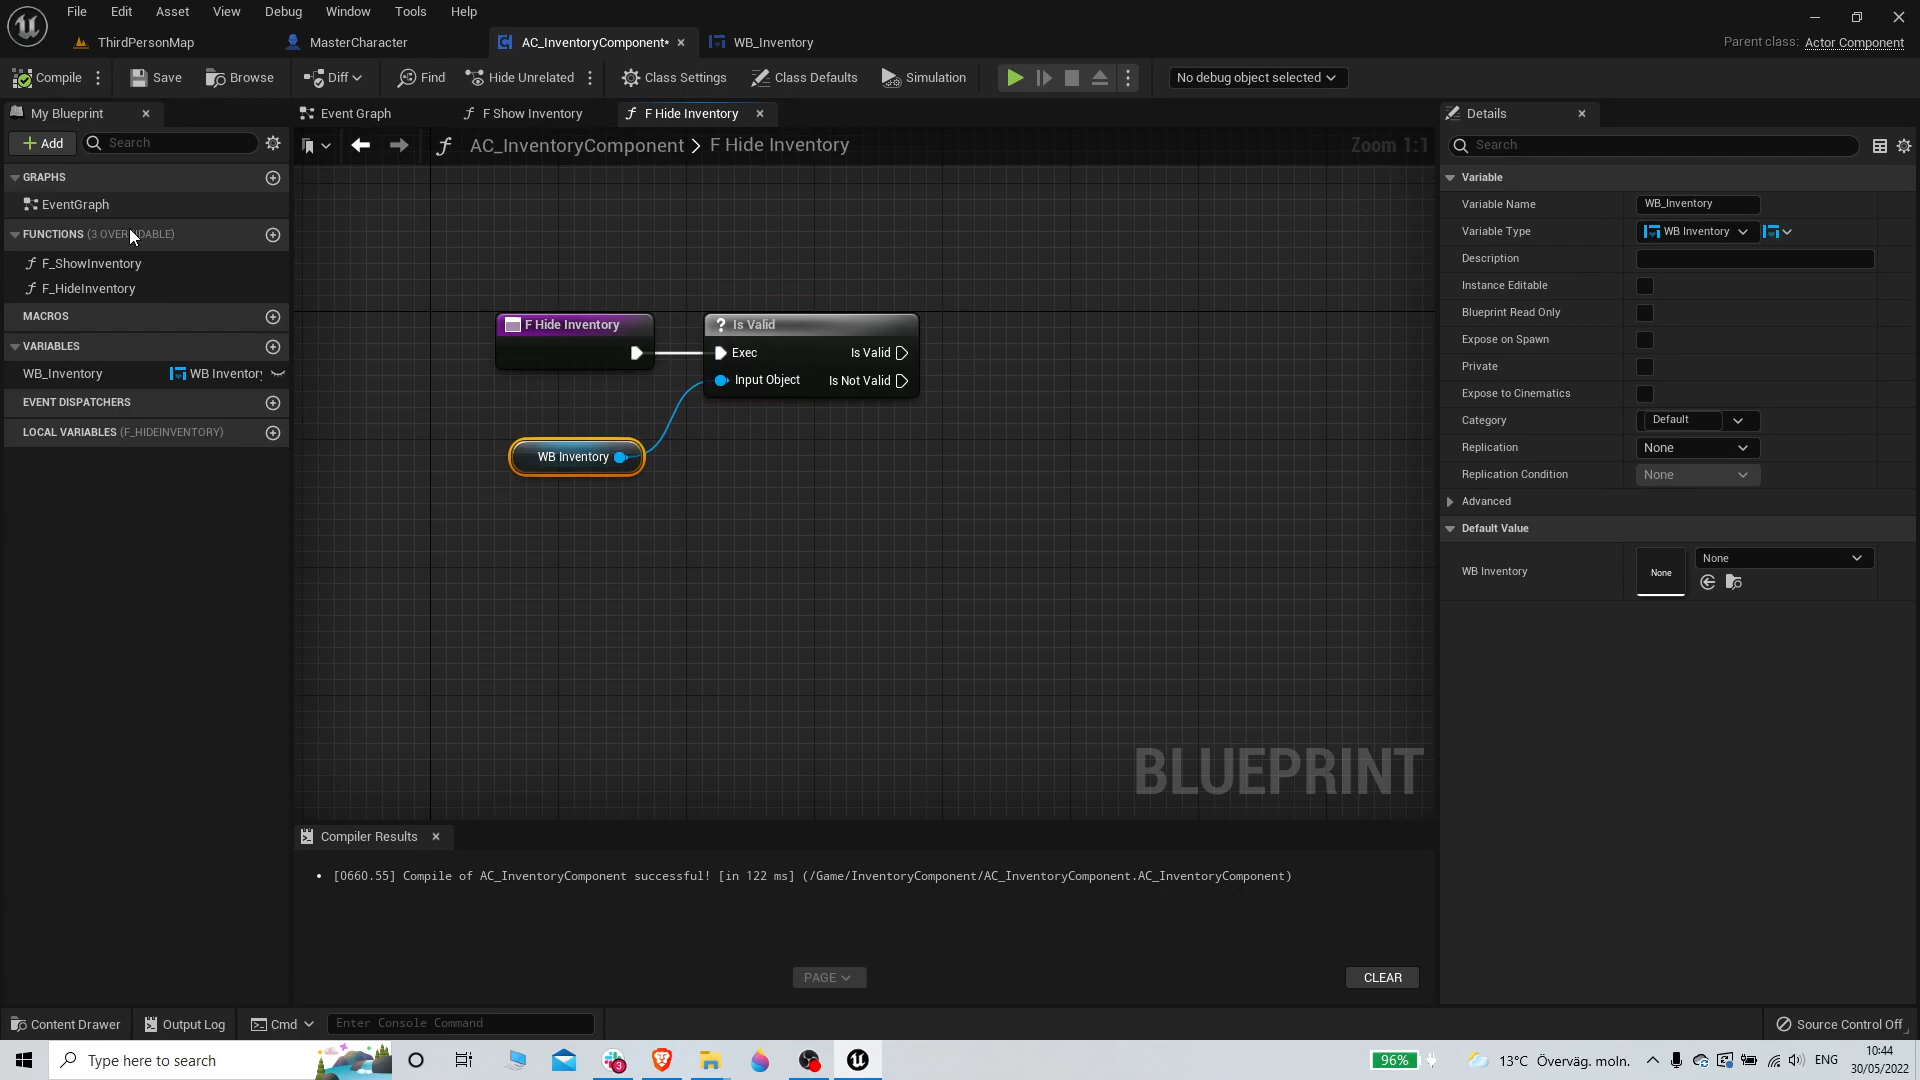 File Edit Asset View Debug Window Tools Help
ThirdPersonMap MasterCharacter AC_InventoryComponent* WB_Inventory Parent class: Actor Component
Compile Save Browse Diff Find Hide Unrelated Class Settings Class Defaults Simulation No debug object selected
My Blueprint Event Graph F Show Inventory F Hide Inventory Details
Add Search AC_InventoryComponent > F Hide Inventory Zoom 1:1 Search
GRAPHS
EventGraph
FUNCTIONS (3 OVERRIDABLE)
F_ShowInventory
F_HideInventory
MACROS
VARIABLES
WB_Inventory WB Inventory
EVENT DISPATCHERS
LOCAL VARIABLES (F_HIDEINVENTORY)
F Hide Inventory
? Is Valid
Exec Is Valid
Input Object Is Not Valid
WB Inventory
BLUEPRINT
Variable
Variable Name WB_Inventory
Variable Type WB Inventory
Description
Instance Editable
Blueprint Read Only
Expose on Spawn
Private
Expose to Cinematics
Category Default
Replication None
Replication Condition None
Advanced
Default Value
WB Inventory None None
Compiler Results
[0660.55] Compile of AC_InventoryComponent successful! [in 122 ms] (/Game/InventoryComponent/AC_InventoryComponent.AC_InventoryComponent)
PAGE CLEAR
Content Drawer Output Log Cmd Enter Console Command Source Control Off
Type here to search 3 96% 13°C Överväg. moln. ENG 10:44
30/05/2022